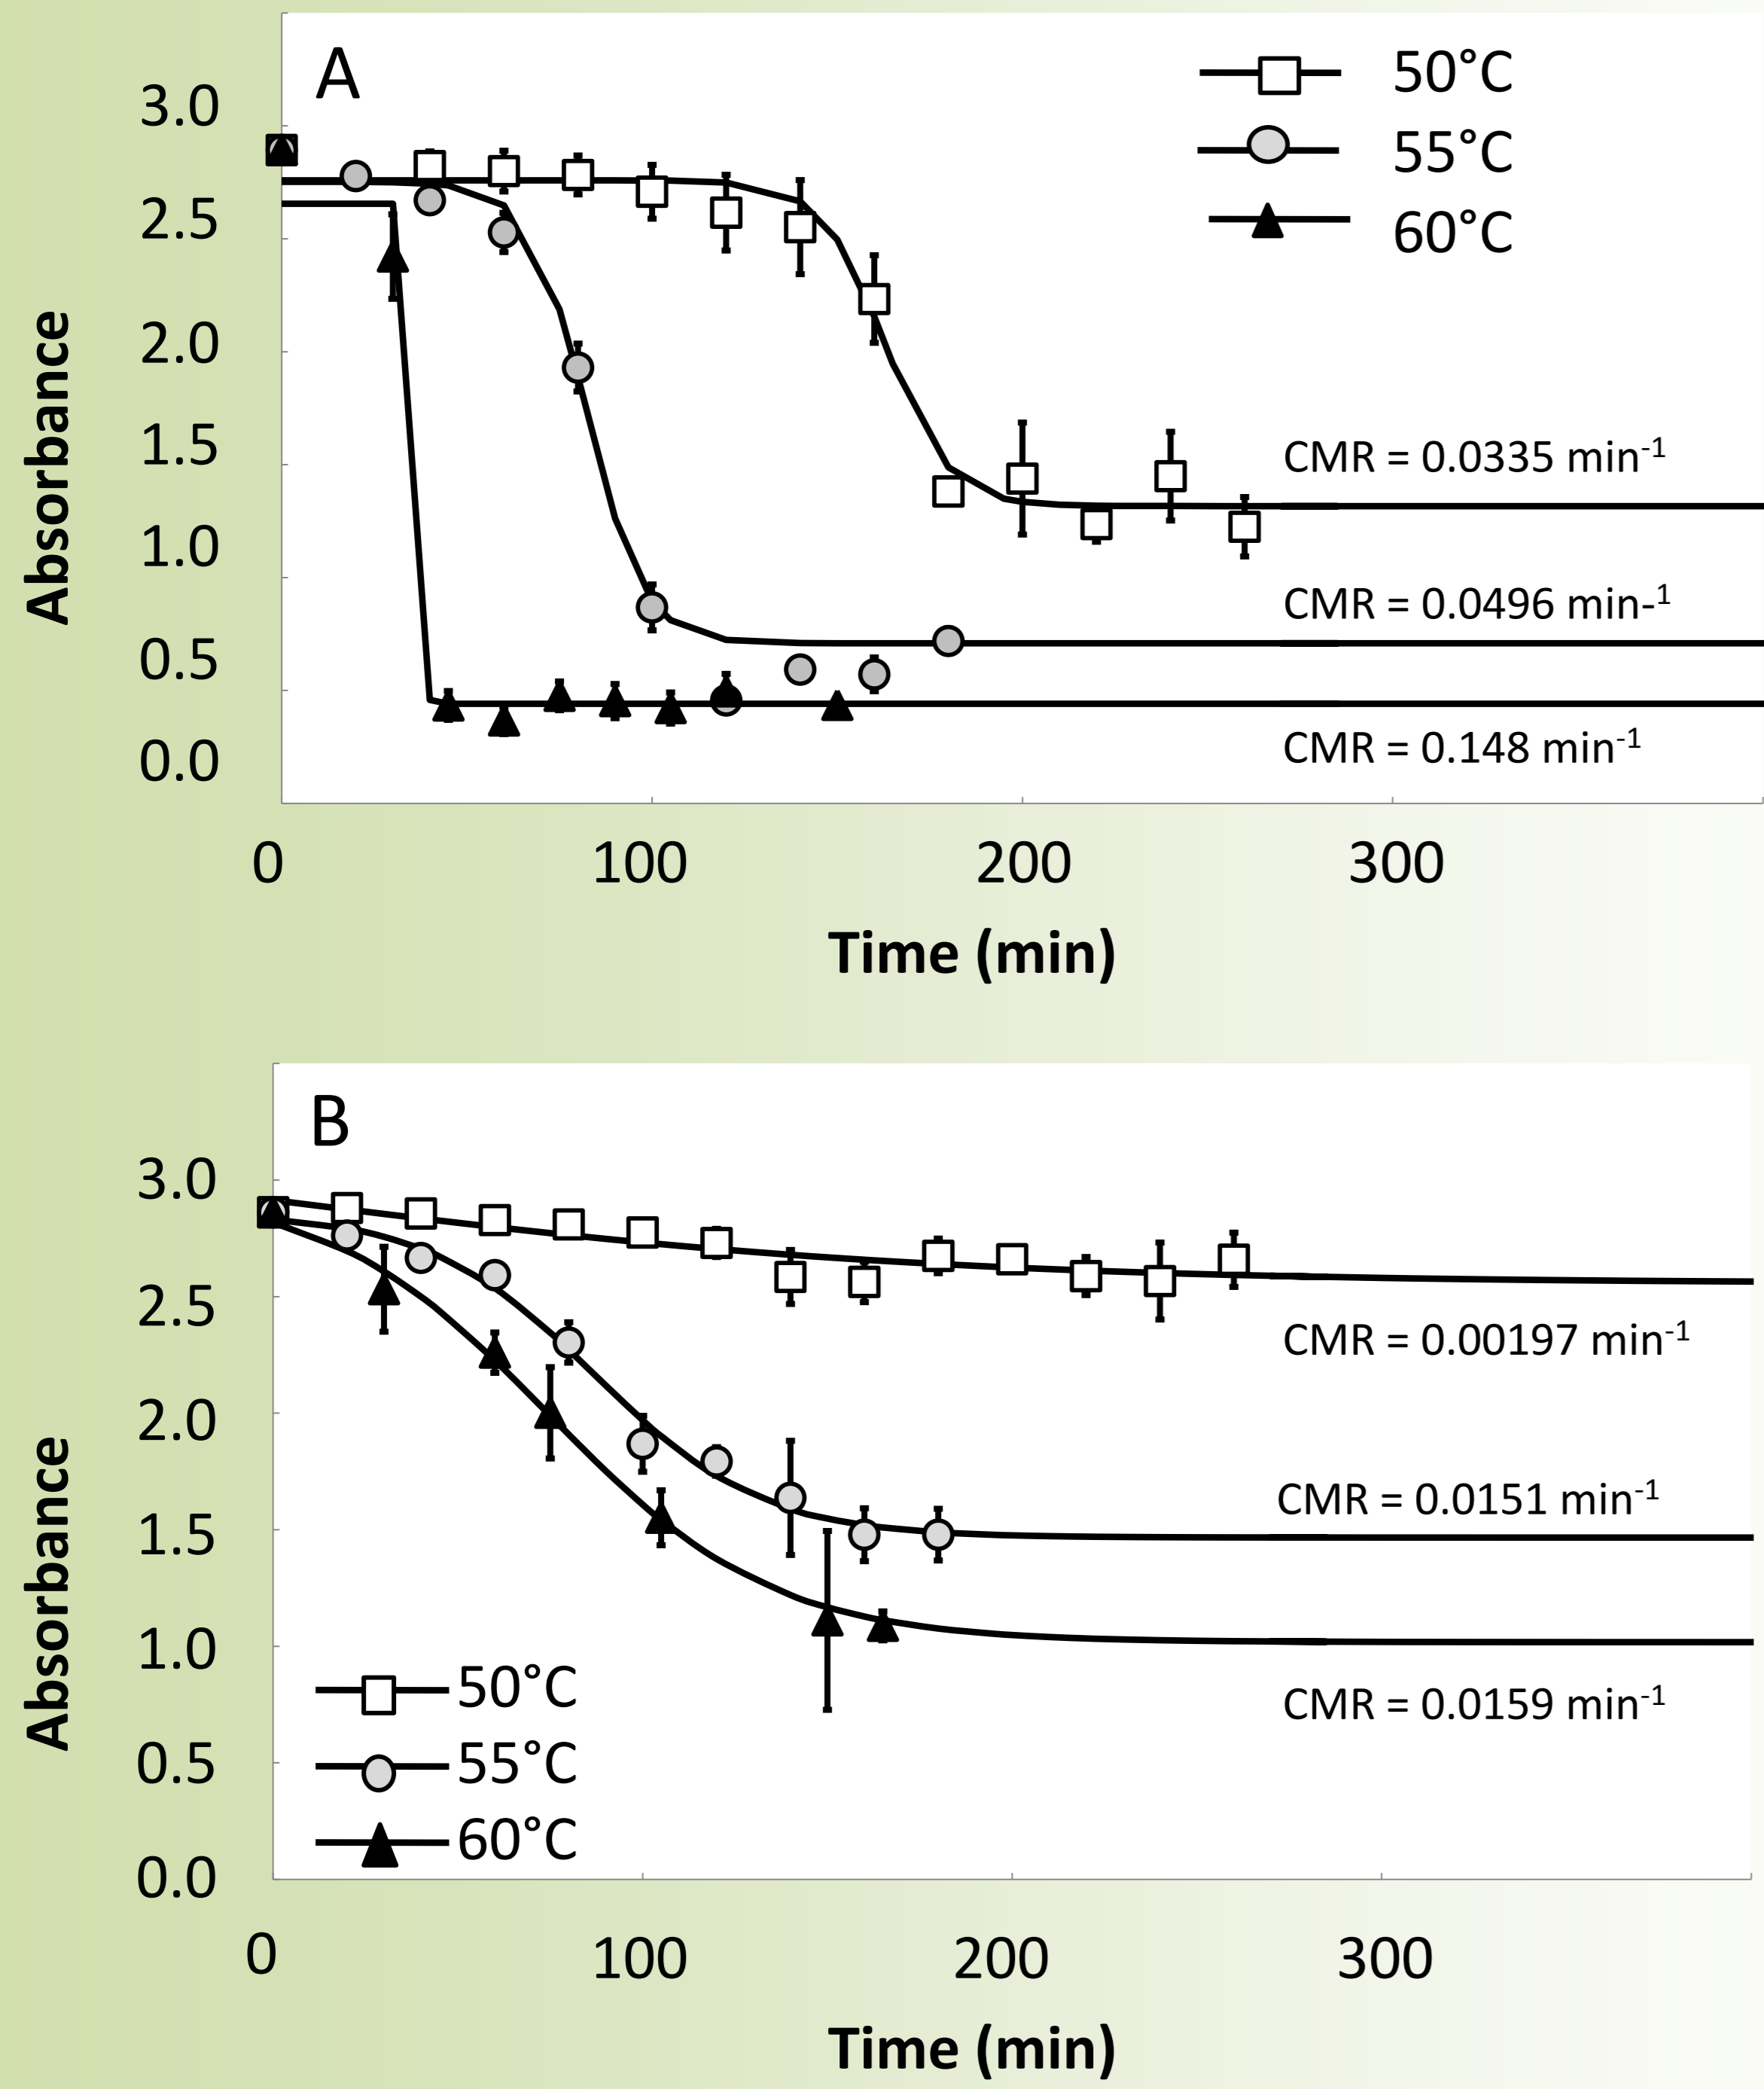 A
50°C
55°C
60°C
3.0
2.5
2.0
1.5
1.0
0.5
0.0
Absorbance
CMR = 0.0335 min-1
CMR = 0.0496 min-1
CMR = 0.148 min-1
0 100 200 300
Time (min)
B
3.0
2.5
2.0
1.5
1.0
0.5
0.0
Absorbance
CMR = 0.00197 min-1
CMR = 0.0151 min-1
CMR = 0.0159 min-1
50°C
55°C
60°C
0 100 200 300
Time (min)